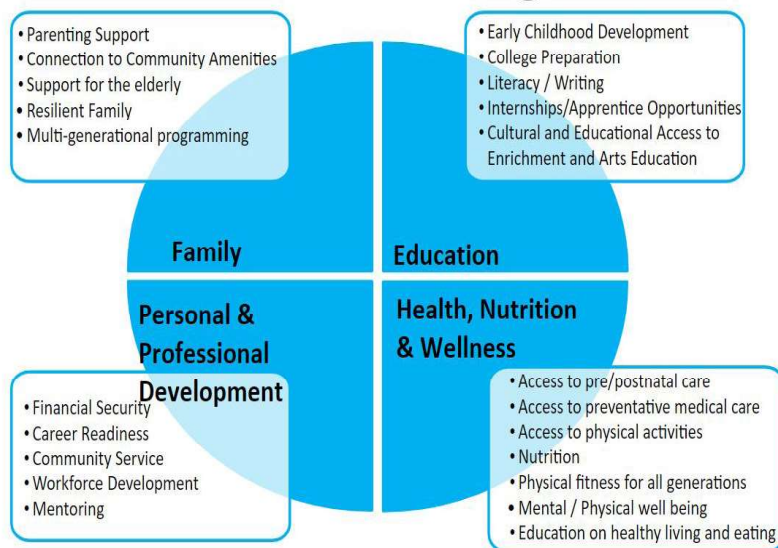 • Parenting Support
• Connection to Community Amenities
• Support for the elderly
• Resilient Family
• Multi-generational programming
Family
• Early Childhood Development
• College Preparation
• Literacy / Writing
• Internships/Apprentice Opportunities
• Cultural and Educational Access to
Enrichment and Arts Education
Education
Personal &
Professional
Development
• Financial Security
• Career Readiness
• Community Service
• Workforce Development
• Mentoring
Health, Nutrition
& Wellness
• Access to pre/postnatal care
• Access to preventative medical care
• Access to physical activities
• Nutrition
• Physical fitness for all generations
• Mental / Physical well being
• Education on healthy living and eating